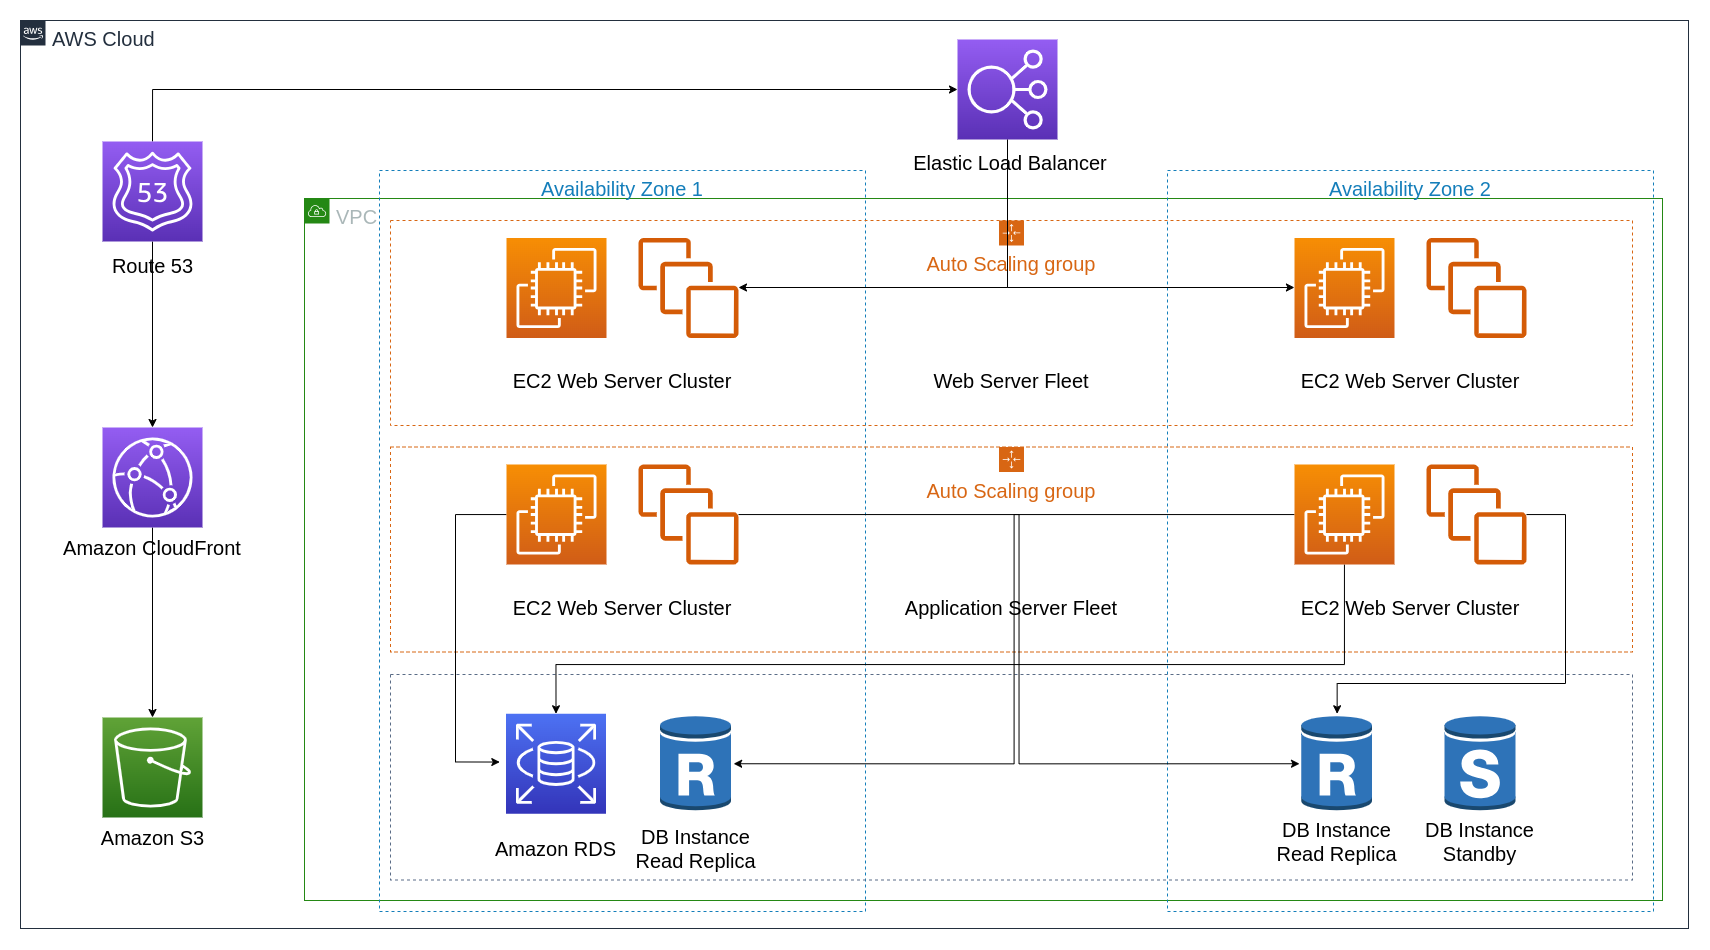 aws
AWS Cloud
Elastic Load Balancer
Availability Zone 1
Availability Zone 2
53
VPC
Route 53
Auto Scaling group
EC2 Web Server Cluster
Web Server Fleet
EC2 Web Server Cluster
Auto Scaling group
Amazon CloudFront
EC2 Web Server Cluster
Application Server Fleet
EC2 Web Server Cluster
R
R
S
Amazon S3
Amazon RDS
DB Instance
Read Replica
DB Instance
Read Replica
DB Instance
Standby